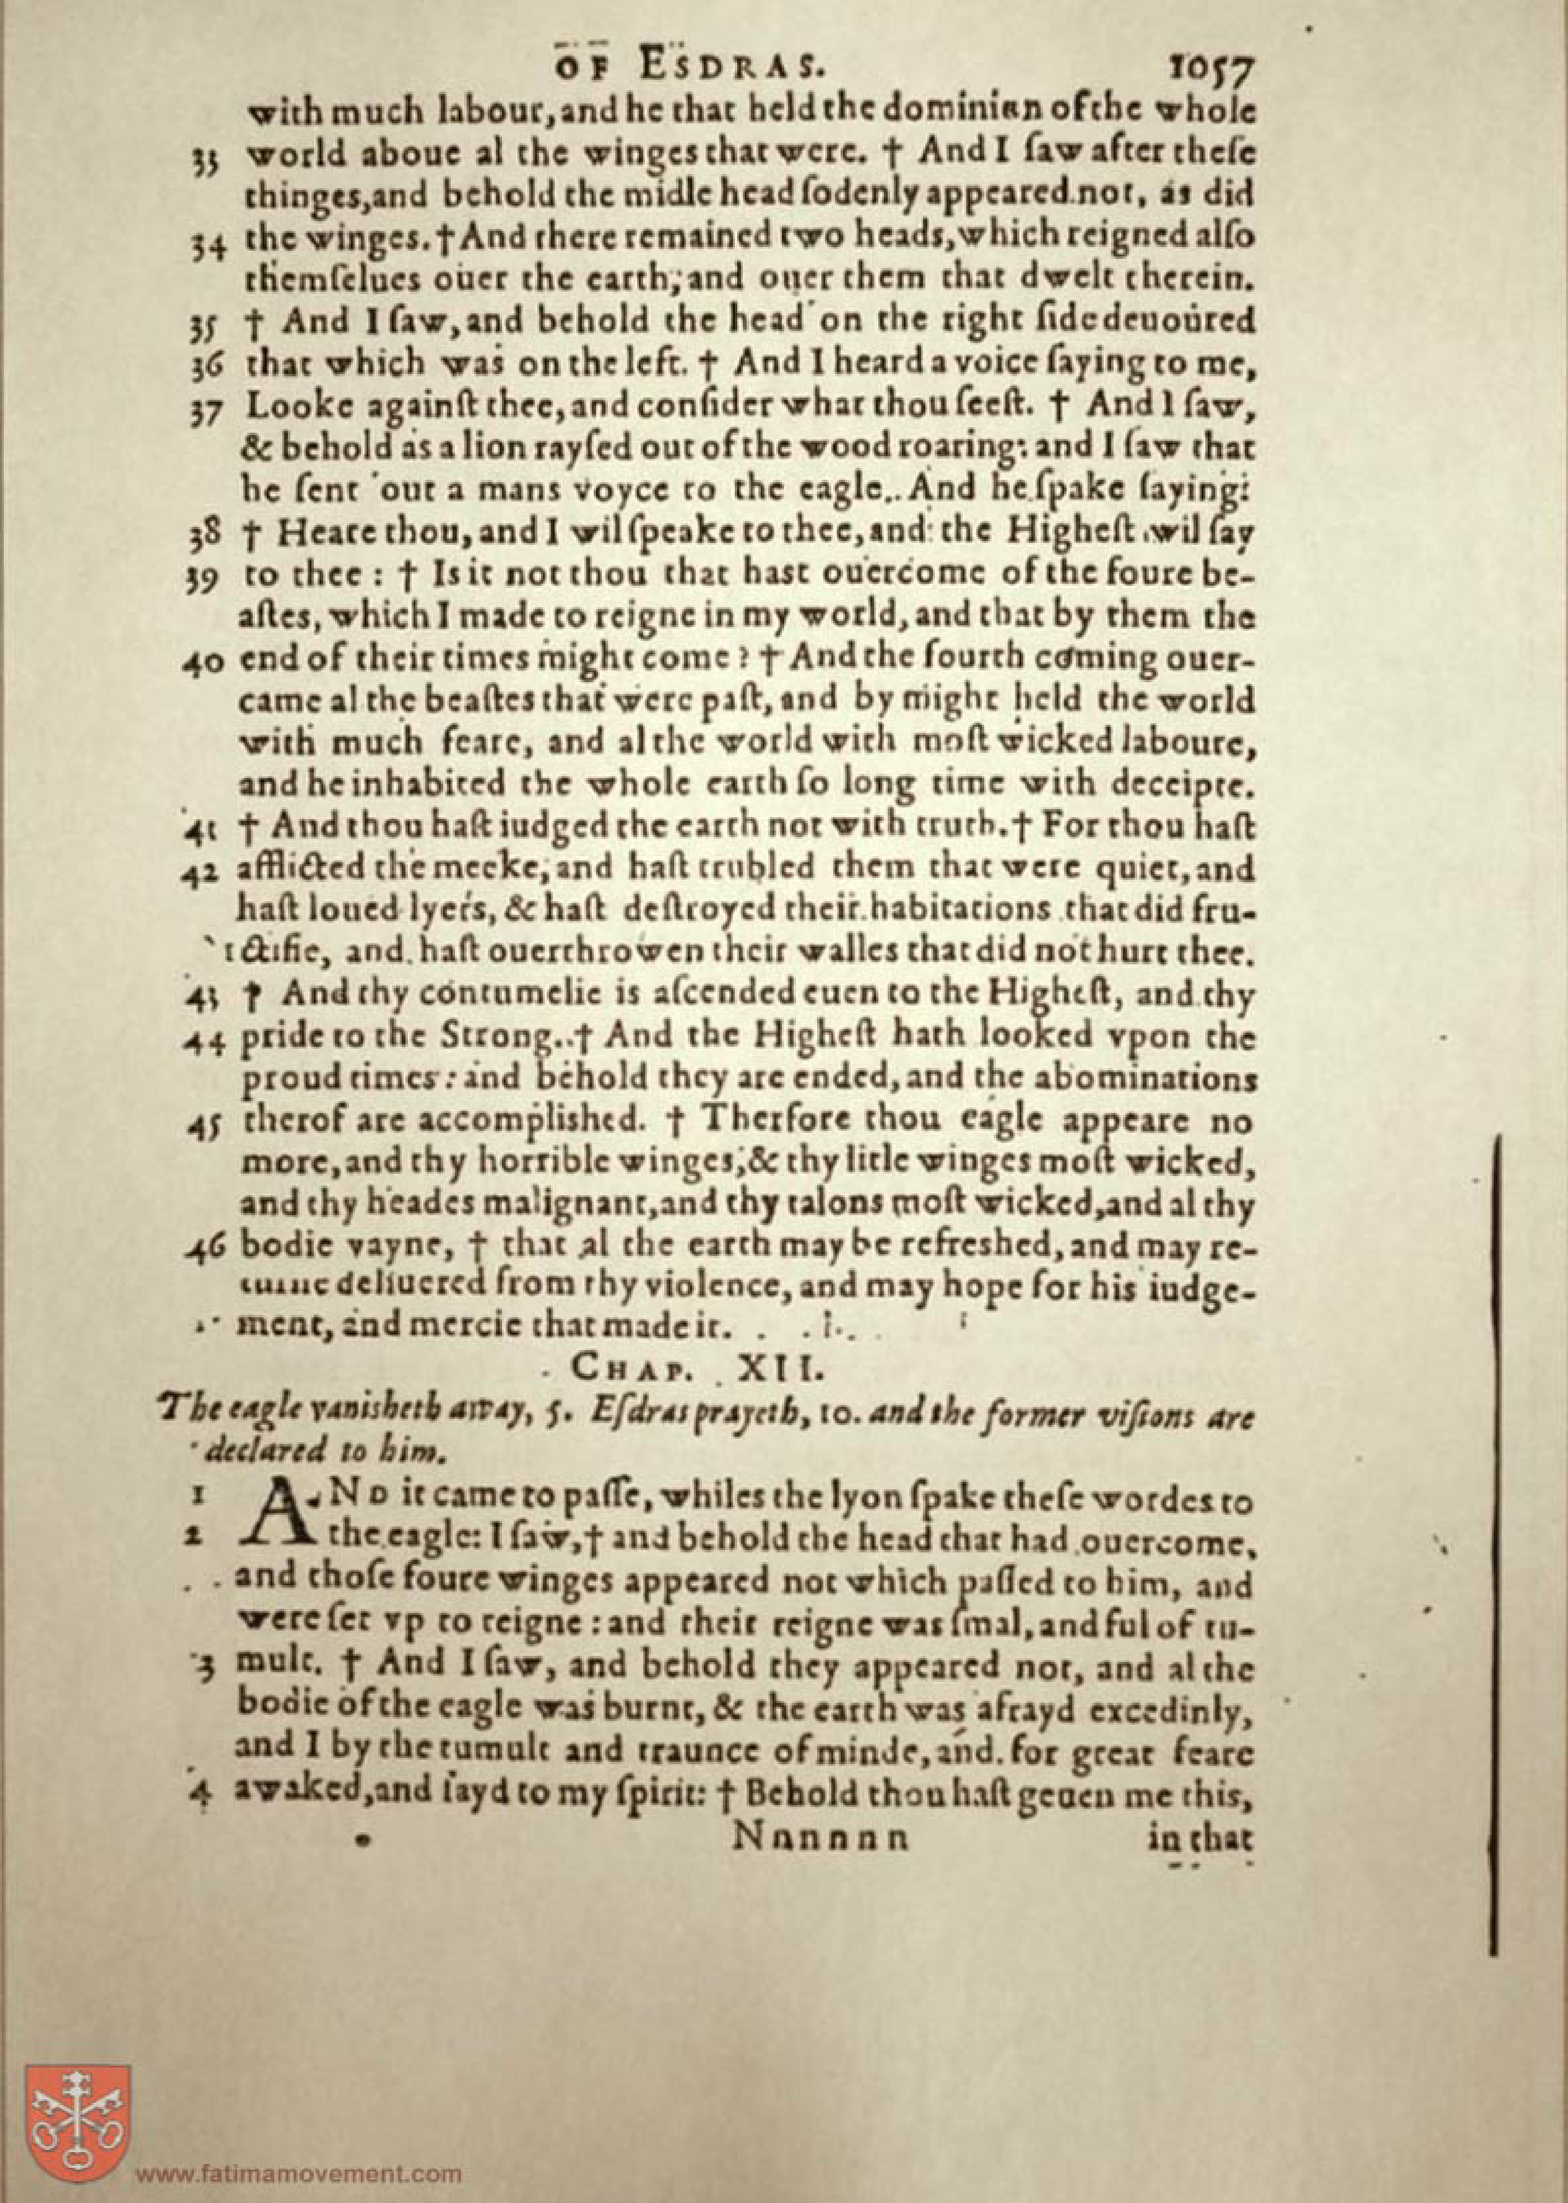 OF ESDRAS. 1057
with much labour, and he that held the dominion of the whole
33 world aboue al the winges that were. † And I ſaw after theſe
thinges, and behold the midle head ſodenly appeared not, as did
34 the winges. † And there remained two heads, which reigned alſo
themſelues ouer the earth, and ouer them that dwelt therein.
35 † And I ſaw, and behold the head on the right ſide deuoured
36 that which was on the left. † And I heard a voice ſaying to me,
37 Looke againſt thee, and conſider what thou ſeeſt. † And I ſaw,
& behold as a lion rayſed out of the wood roaring: and I ſaw that
he ſent out a mans voyce to the eagle. And he ſpake ſaying:
38 † Heare thou, and I wil ſpeake to thee, and the Higheſt wil ſay
39 to thee: † Is it not thou that hast ouercome of the foure be-
aſtes, which I made to reigne in my world, and that by them the
40 end of their times might come? † And the fourth coming ouer-
came al the beaſtes that were paſt, and by might held the world
with much feare, and al the world with moſt wicked laboure,
and he inhabited the whole earth ſo long time with deceipte.
41 † And thou haſt iudged the earth not with truth. † For thou haſt
42 afflicted the meeke, and haſt trubled them that were quiet, and
haſt loued lyers, & haſt deſtroyed their habitations that did fru-
ctifie, and haſt ouerthrowen their walles that did not hurt thee.
43 † And thy contumelie is aſcended euen to the Higheſt, and thy
44 pride to the Strong. † And the Higheſt hath looked vpon the
proud times: and behold they are ended, and the abominations
45 therof are accomplished. † Therfore thou eagle appeare no
more, and thy horrible winges, & thy litle winges moſt wicked,
and thy heades malignant, and thy talons moſt wicked, and al thy
46 bodie vayne, † that al the earth may be refreshed, and may re-
turne deliuered from thy violence, and may hope for his iudge-
ment, and mercie that made it.
CHAP. XII.
The eagle vanisheth away, 5. Eſdras prayeth, 10. and the former viſions are
declared to him.
1 AND it came to paſſe, whiles the lyon ſpake theſe wordes to
2 the eagle: I ſaw, † and behold the head that had ouercome,
and thoſe foure winges appeared not which paſſed to him, and
were ſet vp to reigne: and their reigne was ſmal, and ful of tu-
3 mult. † And I ſaw, and behold they appeared not, and al the
bodie of the eagle was burnt, & the earth was afrayd excedinly,
and I by the tumult and traunce of minde, and for great feare
4 awaked, and ſayd to my ſpirit: † Behold thou haſt geuen me this,
Nnnnnn in that
www.fatimamovement.com